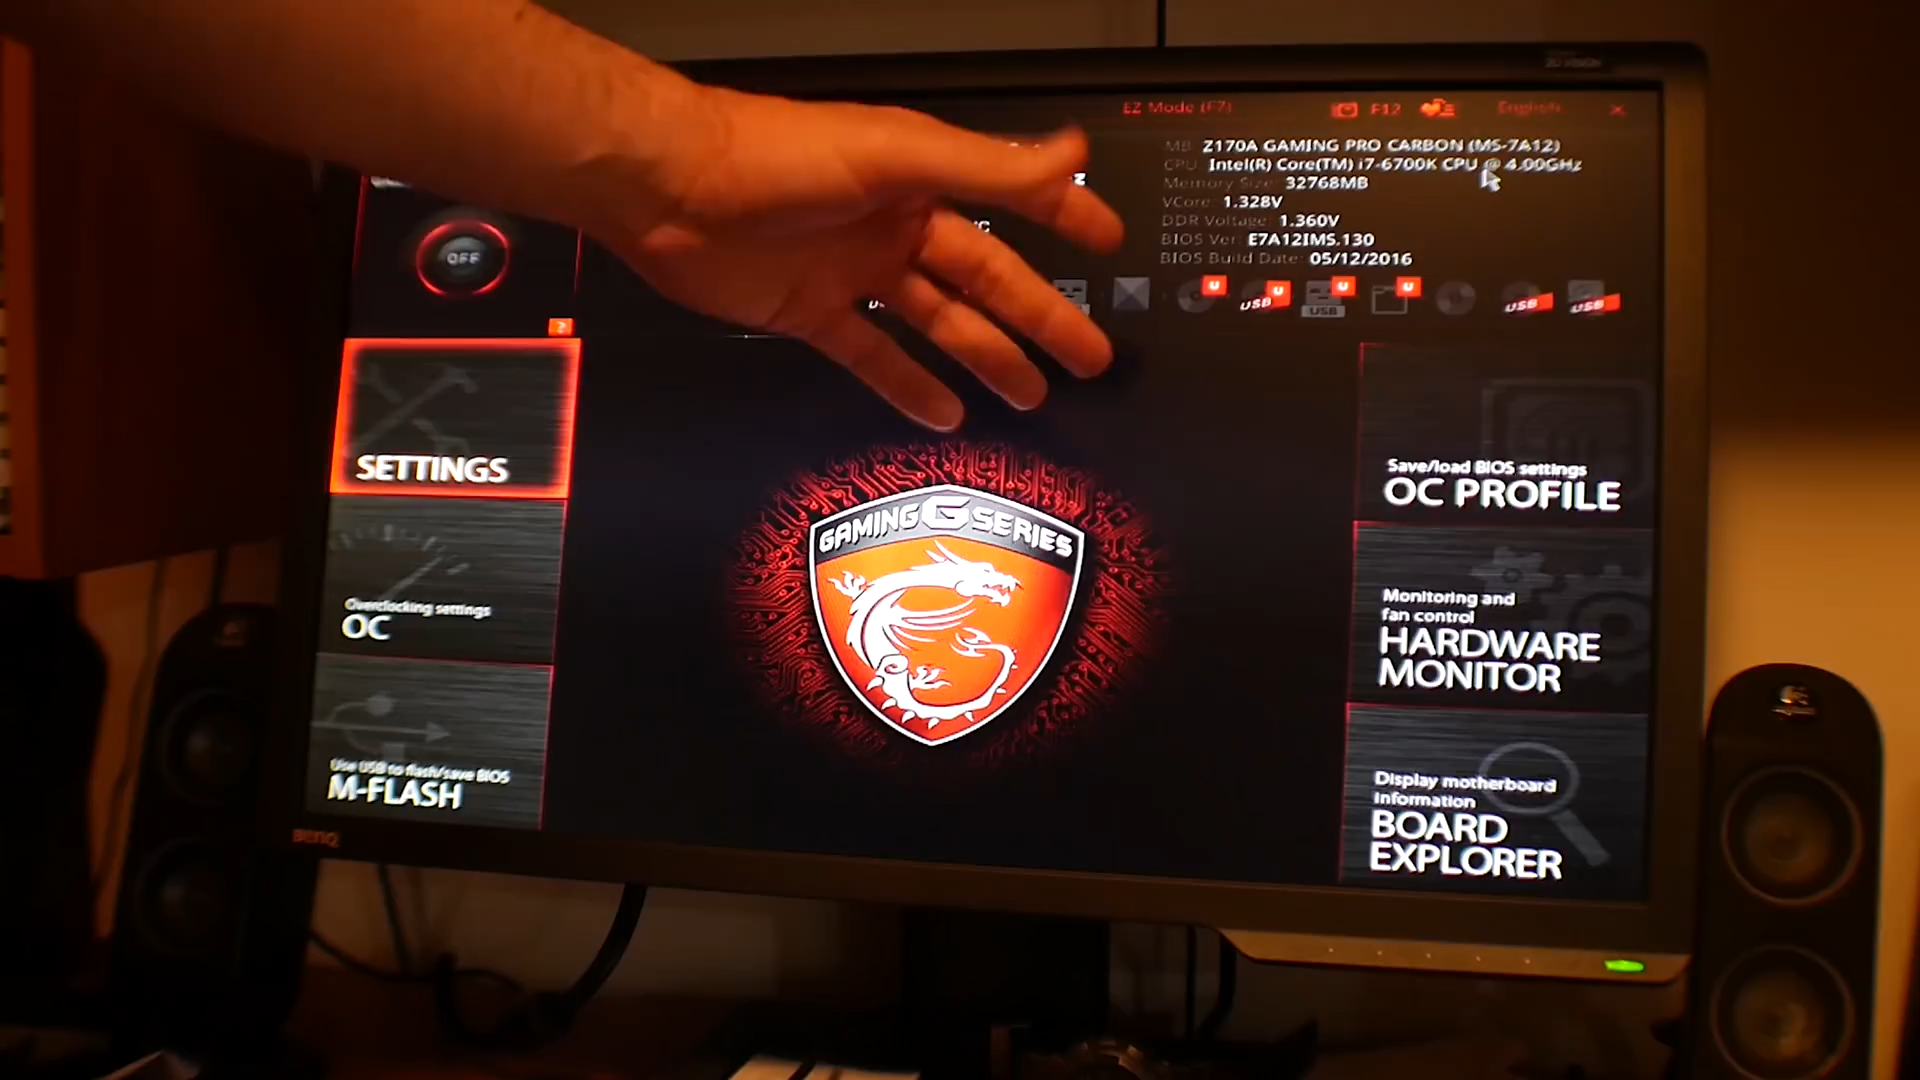 EZ Mode (F7)
F12
English
X
MB: Z170A GAMING PRO CARBON (MS-7A12)
CPU: Intel(R) Core(TM) i7-6700K CPU @ 4.00GHz
Memory Size: 32768MB
VCore: 1.328V
DDR Voltage: 1.360V
BIOS Ver: E7A12IMS.130
BIOS Build Date: 05/12/2016
OFF
U
U
U
U
USB
USB
USB
USB
2
SETTINGS
Overclocking settings
OC
Use USB to flash/save BIOS
M-FLASH
GAMING G SERIES
Save/load BIOS settings
OC PROFILE
Monitoring and
fan control
HARDWARE
MONITOR
Display motherboard
information
BOARD
EXPLORER
BenQ